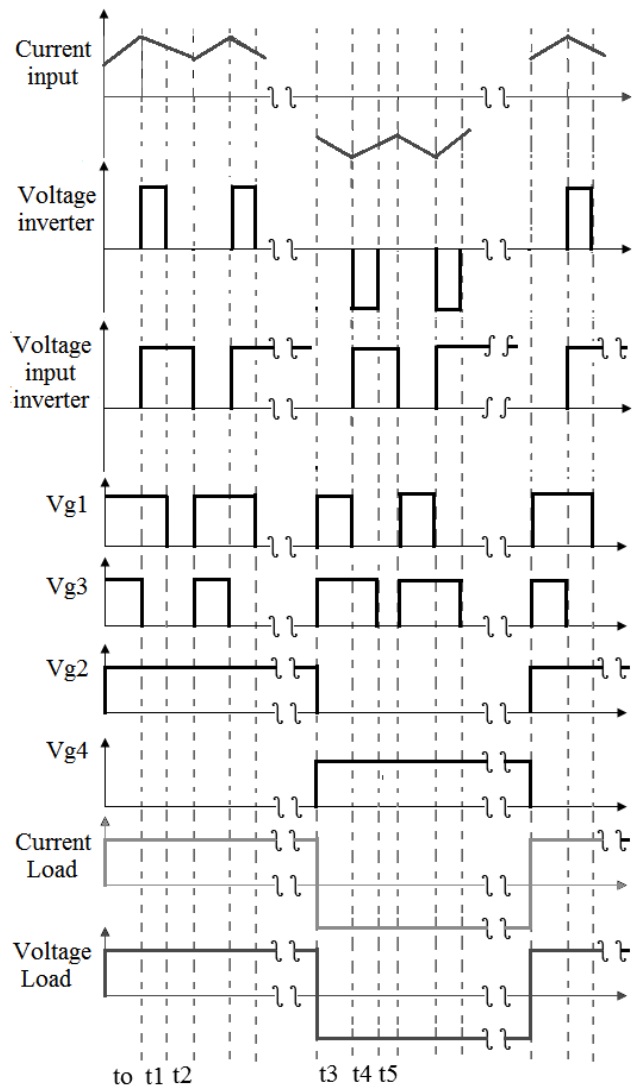 Current
input
Voltage
inverter
Voltage
input
inverter
Vg1
Vg3
Vg2
Vg4
Current
Load
Voltage
Load
to t1 t2 t3 t4 t5